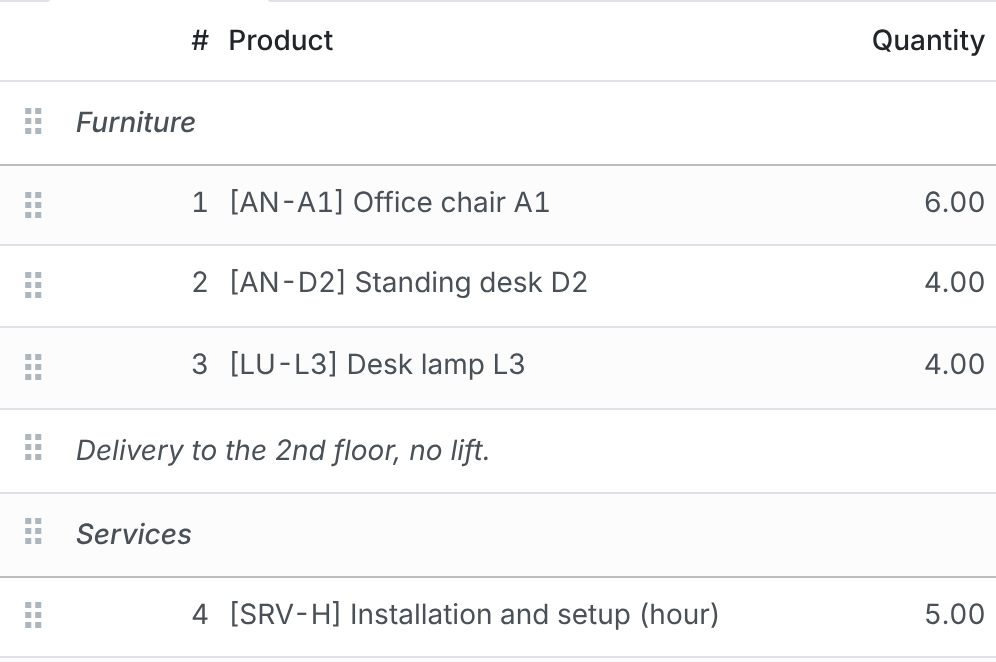 # Product Quantity
Furniture
1 [AN-A1] Office chair A1 6.00
2 [AN-D2] Standing desk D2 4.00
3 [LU-L3] Desk lamp L3 4.00
Delivery to the 2nd floor, no lift.
Services
4 [SRV-H] Installation and setup (hour) 5.00